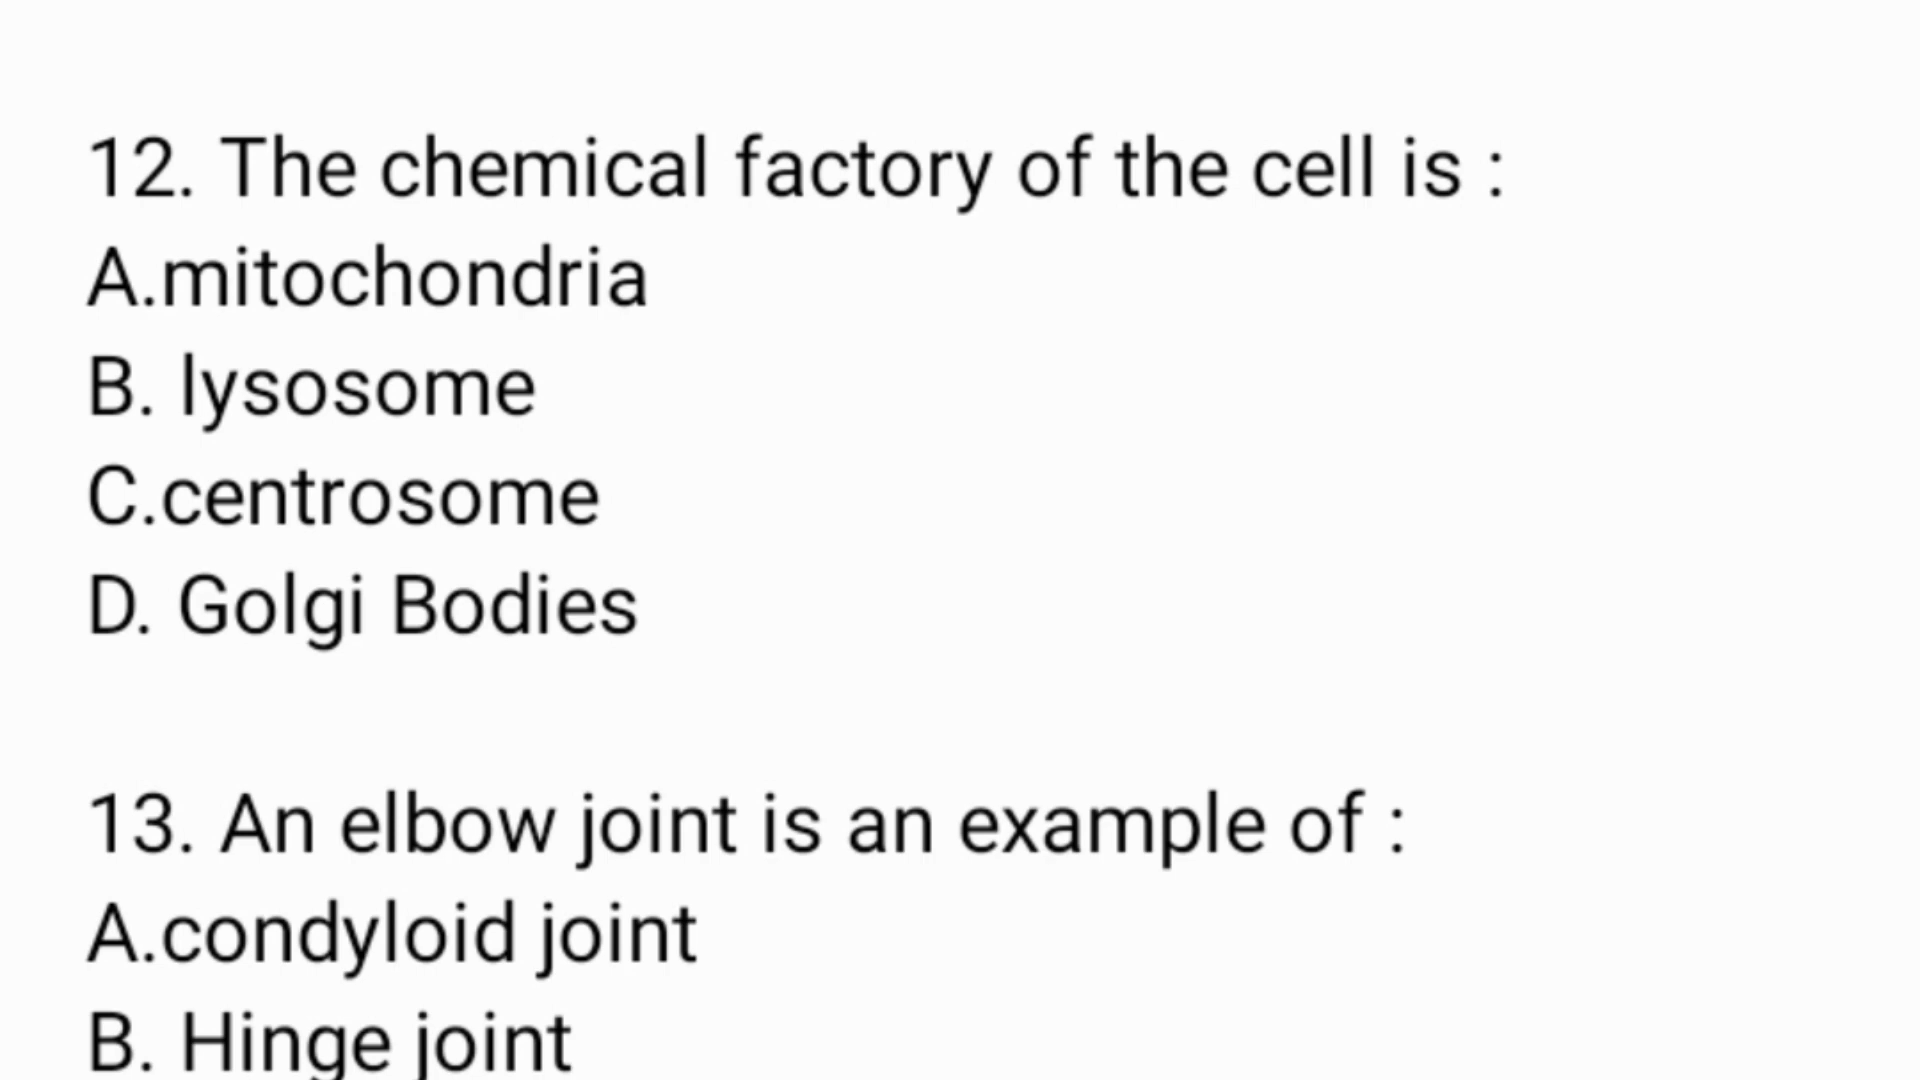 12. The chemical factory of the cell is :
A.mitochondria
B. lysosome
C.centrosome
D. Golgi Bodies
13. An elbow joint is an example of :
A.condyloid joint
B. Hinge joint